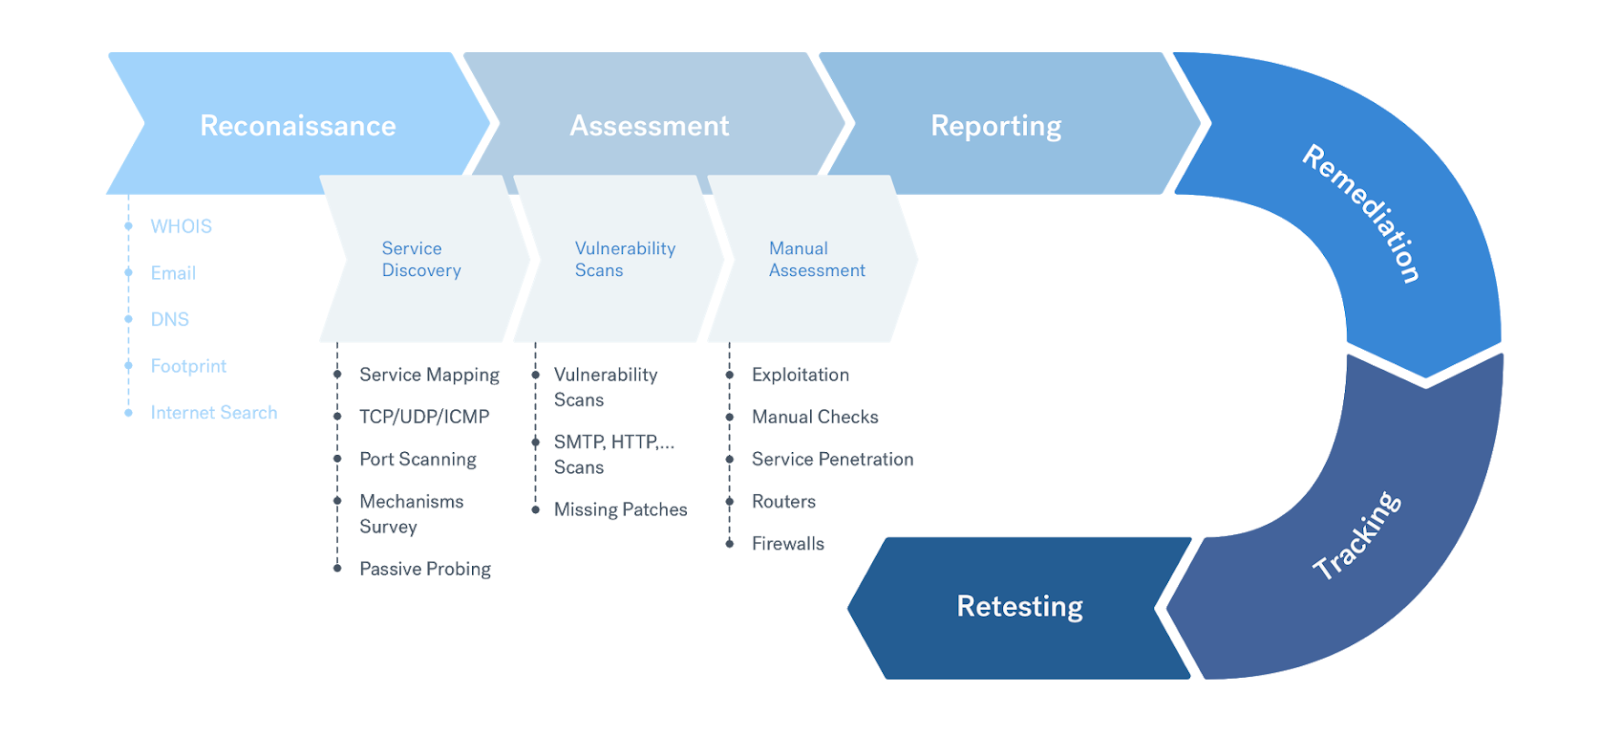 Reconaissance
Assessment
Reporting
Remediation
Tracking
Retesting
WHOIS
Email
DNS
Footprint
Internet Search
Service
Discovery
Service Mapping
TCP/UDP/ICMP
Port Scanning
Mechanisms
Survey
Passive Probing
Vulnerability
Scans
Vulnerability
Scans
SMTP, HTTP,...
Scans
Missing Patches
Manual
Assessment
Exploitation
Manual Checks
Service Penetration
Routers
Firewalls